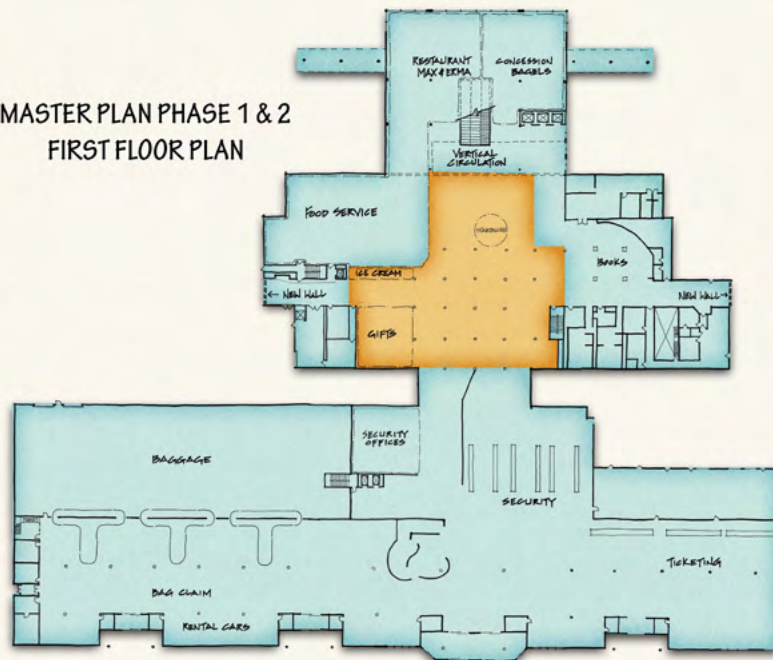 MASTER PLAN PHASE 1 & 2
FIRST FLOOR PLAN
RESTAURANT
MAX & ERMA
CONCESSION
BAGELS
VERTICAL
CIRCULATION
FOOD SERVICE
BOOKS
ICE CREAM
← NEW WALL
NEW WALL →
GIFTS
SECURITY
OFFICES
BAGGAGE
SECURITY
TICKETING
BAG CLAIM
RENTAL CARS